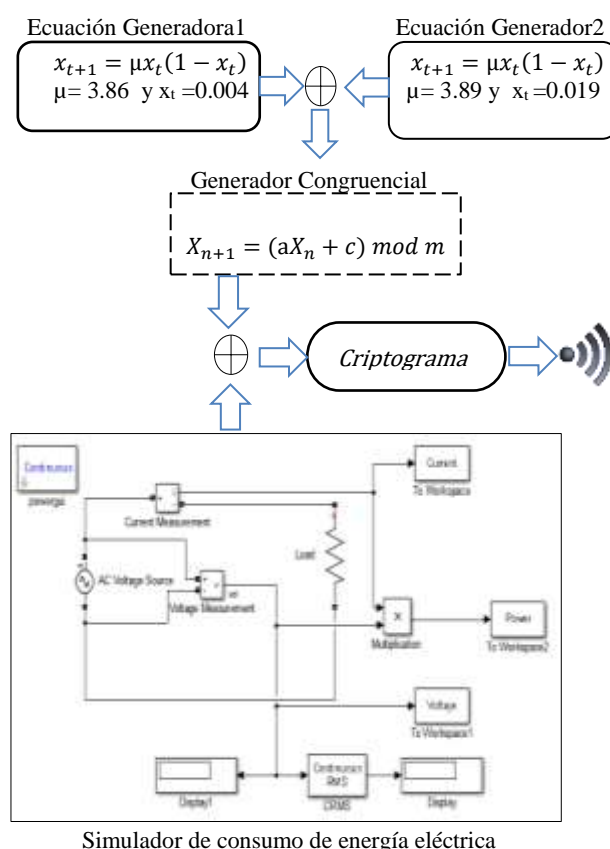 Ecuación Generadora1
Ecuación Generador2
x_{t+1} = μx_t(1 - x_t)
μ= 3.86 y x_t =0.004
x_{t+1} = μx_t(1 - x_t)
μ= 3.89 y x_t =0.019
Generador Congruencial
X_{n+1} = (aX_n + c) mod m
Criptograma
Continuous
powergui
Current
To Workspace
Current Measurement
Load
AC Voltage Source
Voltage Measurement
Multiplication
Power
To Workspace2
Voltage
To Workspace1
Continuous
RMS
Display1
CRMS
Display
Simulador de consumo de energía eléctrica